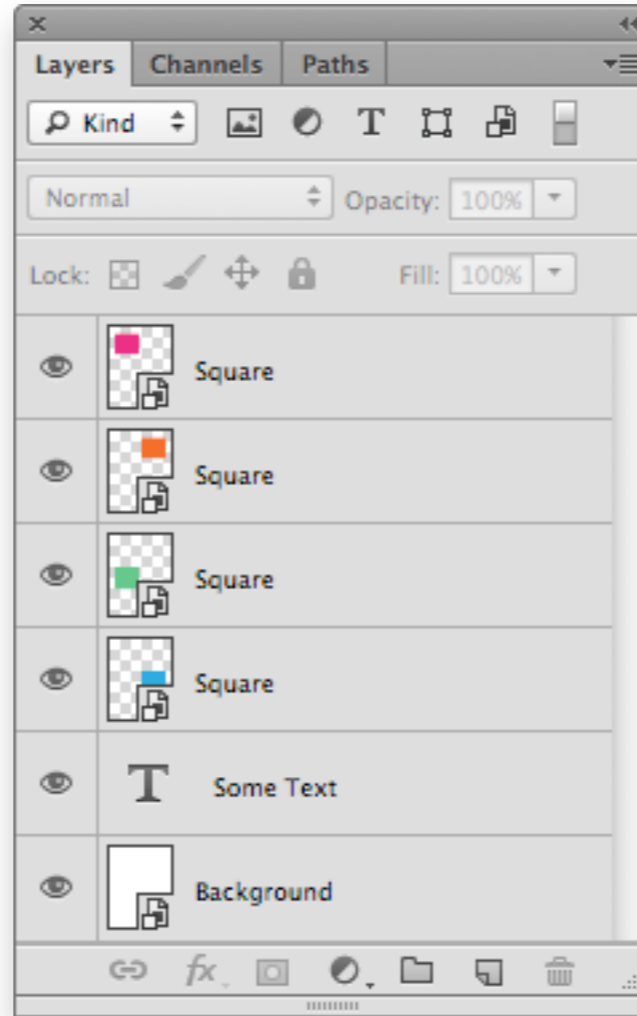 Layers Channels Paths
Kind T
Normal Opacity: 100%
Lock: Fill: 100%
Square
Square
Square
Square
T Some Text
Background
fx